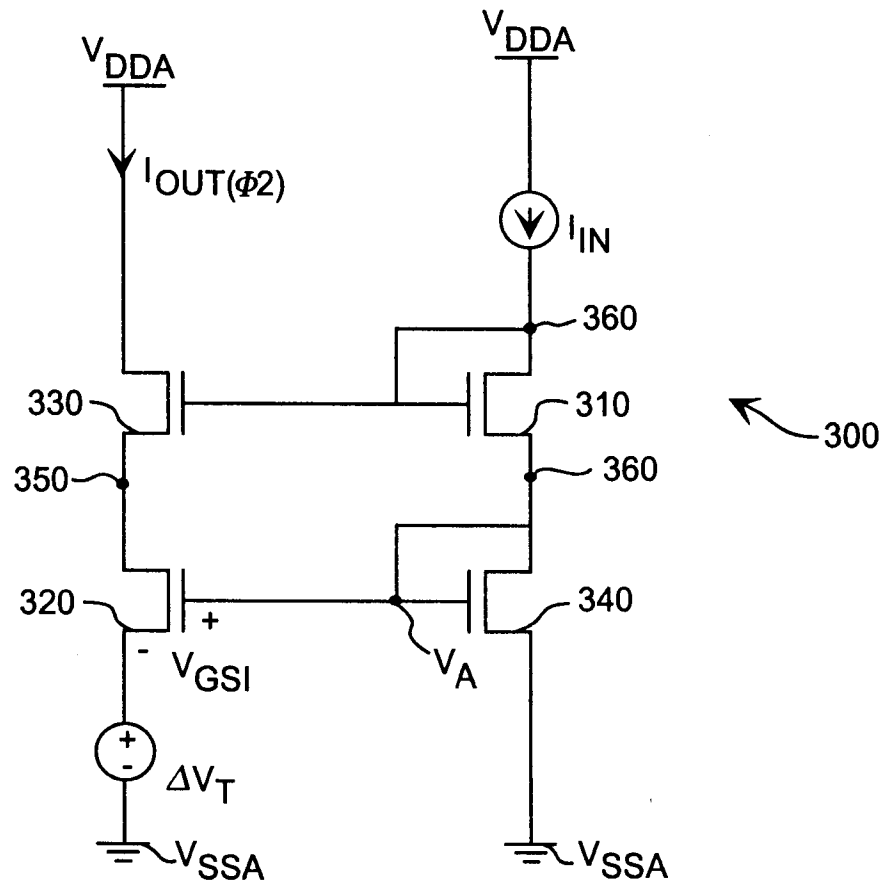 VDDA
VDDA
IOUT(Φ2)
IIN
360
330
310
300
350
360
320
340
+
-
VGSI
VA
+
-
ΔVT
VSSA
VSSA